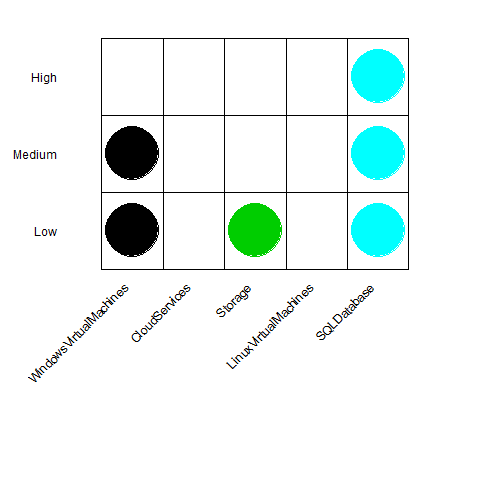 High
Medium
Low
WindowsVirtualMachines
CloudServices
Storage
LinuxVirtualMachines
SQLDatabase